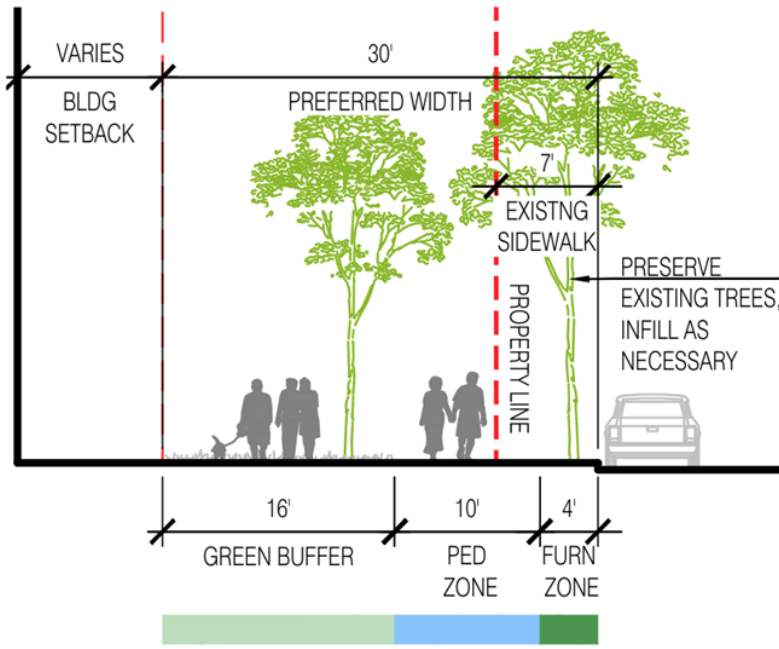 VARIES
30'
BLDG
SETBACK
PREFERRED WIDTH
7'
EXISTNG
SIDEWALK
PROPERTY LINE
PRESERVE
EXISTING TREES,
INFILL AS
NECESSARY
16'
10'
4'
GREEN BUFFER
PED
ZONE
FURN
ZONE